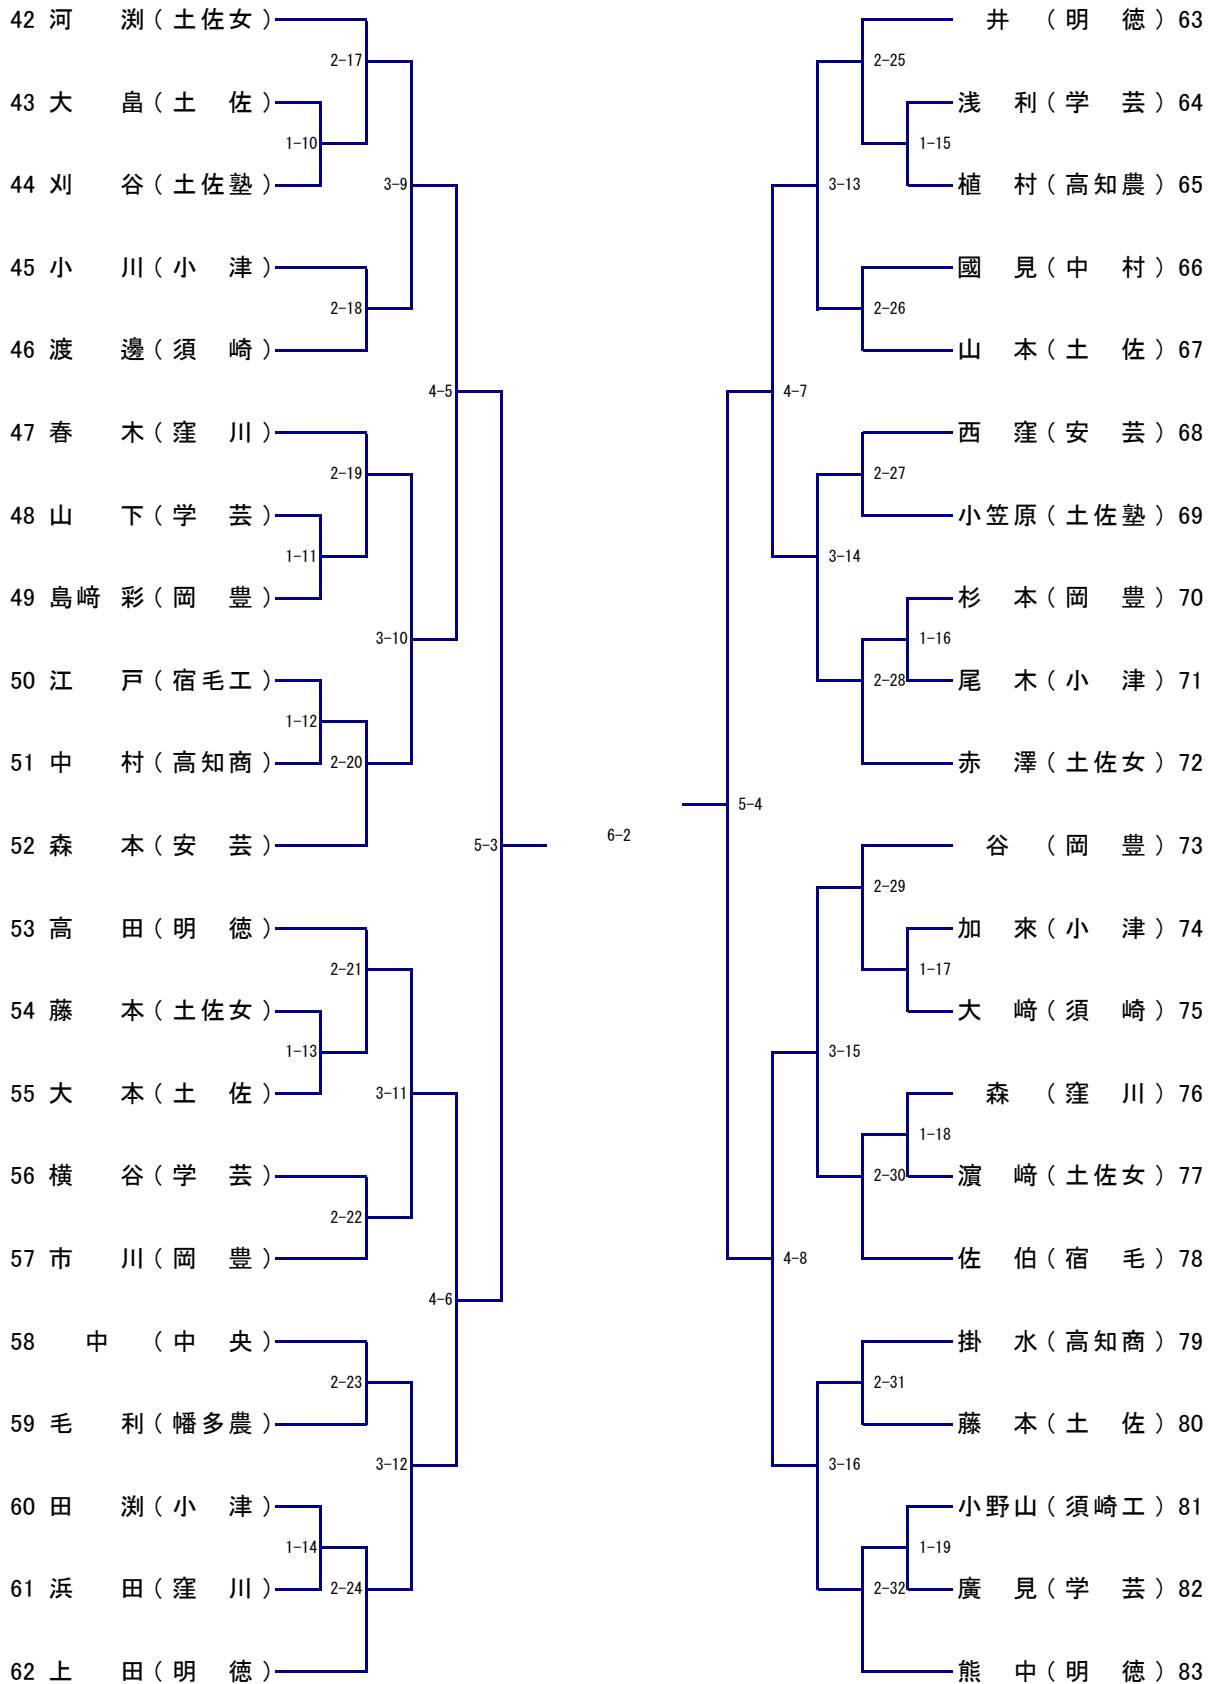 42 河 渕(土佐女)
2-17
43 大 畠(土 佐)
1-10
44 刈 谷(土佐塾)
3-9
45 小 川(小 津)
2-18
46 渡 邊(須 崎)
4-5
47 春 木(窪 川)
2-19
48 山 下(学 芸)
1-11
49 島﨑 彩(岡 豊)
3-10
50 江 戸(宿毛工)
1-12
51 中 村(高知商)
2-20
52 森 本(安 芸)
5-3
53 高 田(明 徳)
2-21
54 藤 本(土佐女)
1-13
55 大 本(土 佐)
3-11
56 横 谷(学 芸)
2-22
57 市 川(岡 豊)
4-6
58 中 (中 央)
2-23
59 毛 利(幡多農)
3-12
60 田 渕(小 津)
1-14
61 浜 田(窪 川)
2-24
62 上 田(明 徳)
6-2
井 (明 徳) 63
2-25
浅 利(学 芸) 64
1-15
植 村(高知農) 65
3-13
國 見(中 村) 66
2-26
山 本(土 佐) 67
4-7
西 窪(安 芸) 68
2-27
小笠原(土佐塾) 69
3-14
杉 本(岡 豊) 70
1-16
尾 木(小 津) 71
2-28
赤 澤(土佐女) 72
5-4
谷 (岡 豊) 73
2-29
加 來(小 津) 74
1-17
大 﨑(須 崎) 75
3-15
森 (窪 川) 76
1-18
濵 﨑(土佐女) 77
2-30
佐 伯(宿 毛) 78
4-8
掛 水(高知商) 79
2-31
藤 本(土 佐) 80
3-16
小野山(須崎工) 81
1-19
廣 見(学 芸) 82
2-32
熊 中(明 徳) 83